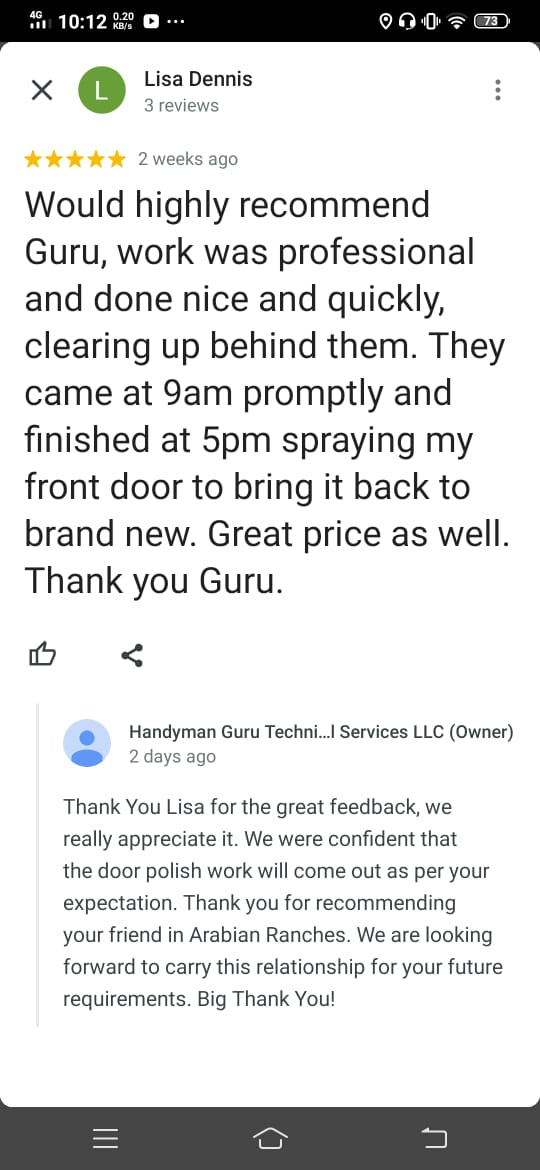 4G 10:12 0.20 KB/s ... 73
L
Lisa Dennis
3 reviews
2 weeks ago
Would highly recommend
Guru, work was professional
and done nice and quickly,
clearing up behind them. They
came at 9am promptly and
finished at 5pm spraying my
front door to bring it back to
brand new. Great price as well.
Thank you Guru.
Handyman Guru Techni...l Services LLC (Owner)
2 days ago
Thank You Lisa for the great feedback, we
really appreciate it. We were confident that
the door polish work will come out as per your
expectation. Thank you for recommending
your friend in Arabian Ranches. We are looking
forward to carry this relationship for your future
requirements. Big Thank You!